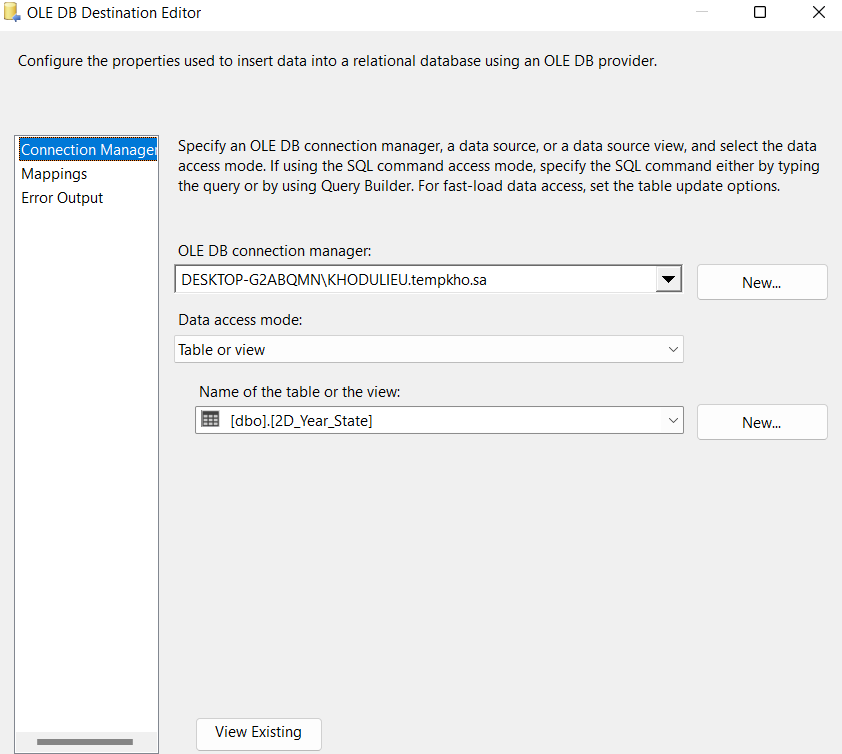 OLE DB Destination Editor
Configure the properties used to insert data into a relational database using an OLE DB provider.
Connection Manager
Mappings
Error Output
Specify an OLE DB connection manager, a data source, or a data source view, and select the data
access mode. If using the SQL command access mode, specify the SQL command either by typing
the query or by using Query Builder. For fast-load data access, set the table update options.
OLE DB connection manager:
DESKTOP-G2ABQMN\KHODULIEU.tempkho.sa
New...
Data access mode:
Table or view
Name of the table or the view:
[dbo].[2D_Year_State]
New...
View Existing